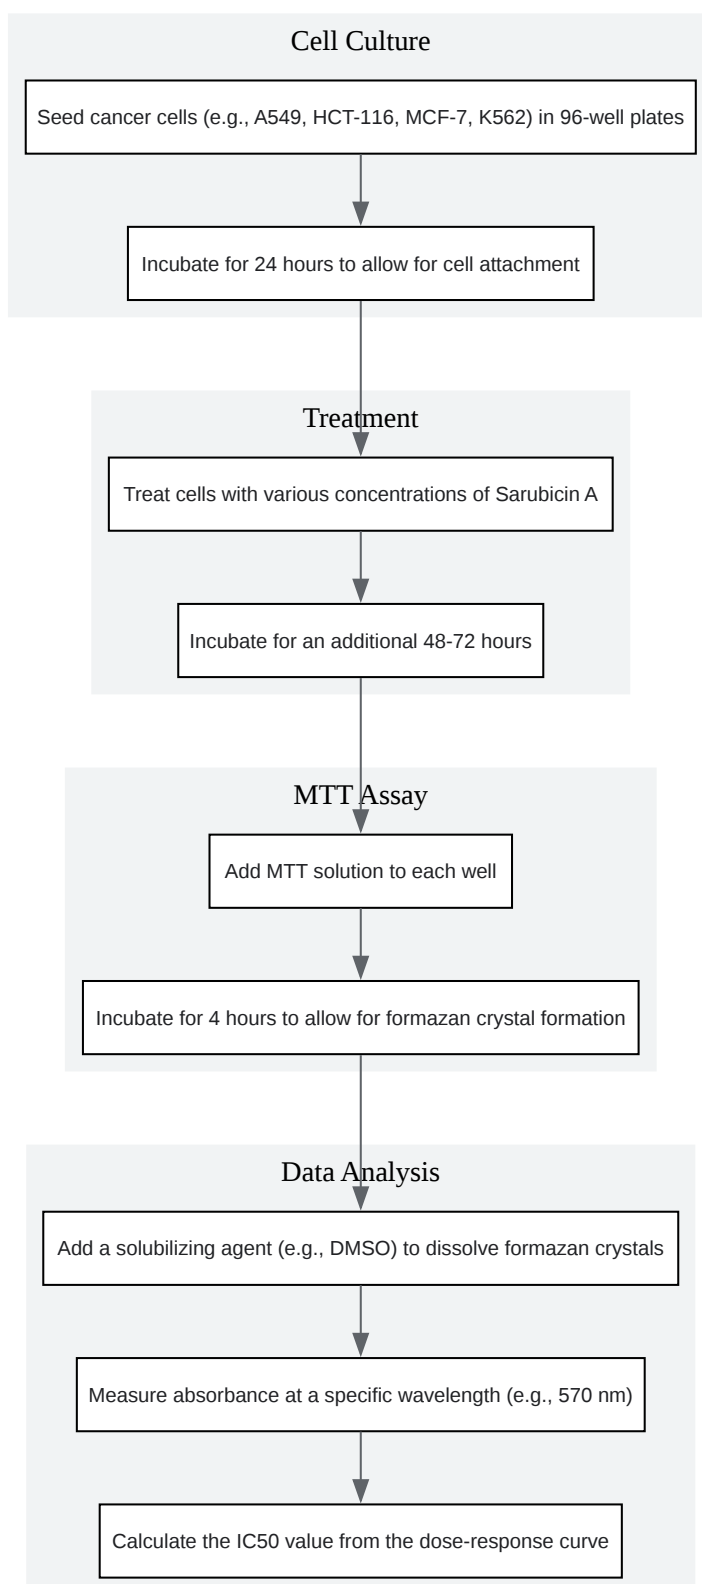 Cell Culture
Seed cancer cells (e.g., A549, HCT-116, MCF-7, K562) in 96-well plates
Incubate for 24 hours to allow for cell attachment
Treatment
Treat cells with various concentrations of Sarubicin A
Incubate for an additional 48-72 hours
MTT Assay
Add MTT solution to each well
Incubate for 4 hours to allow for formazan crystal formation
Data Analysis
Add a solubilizing agent (e.g., DMSO) to dissolve formazan crystals
Measure absorbance at a specific wavelength (e.g., 570 nm)
Calculate the IC50 value from the dose-response curve